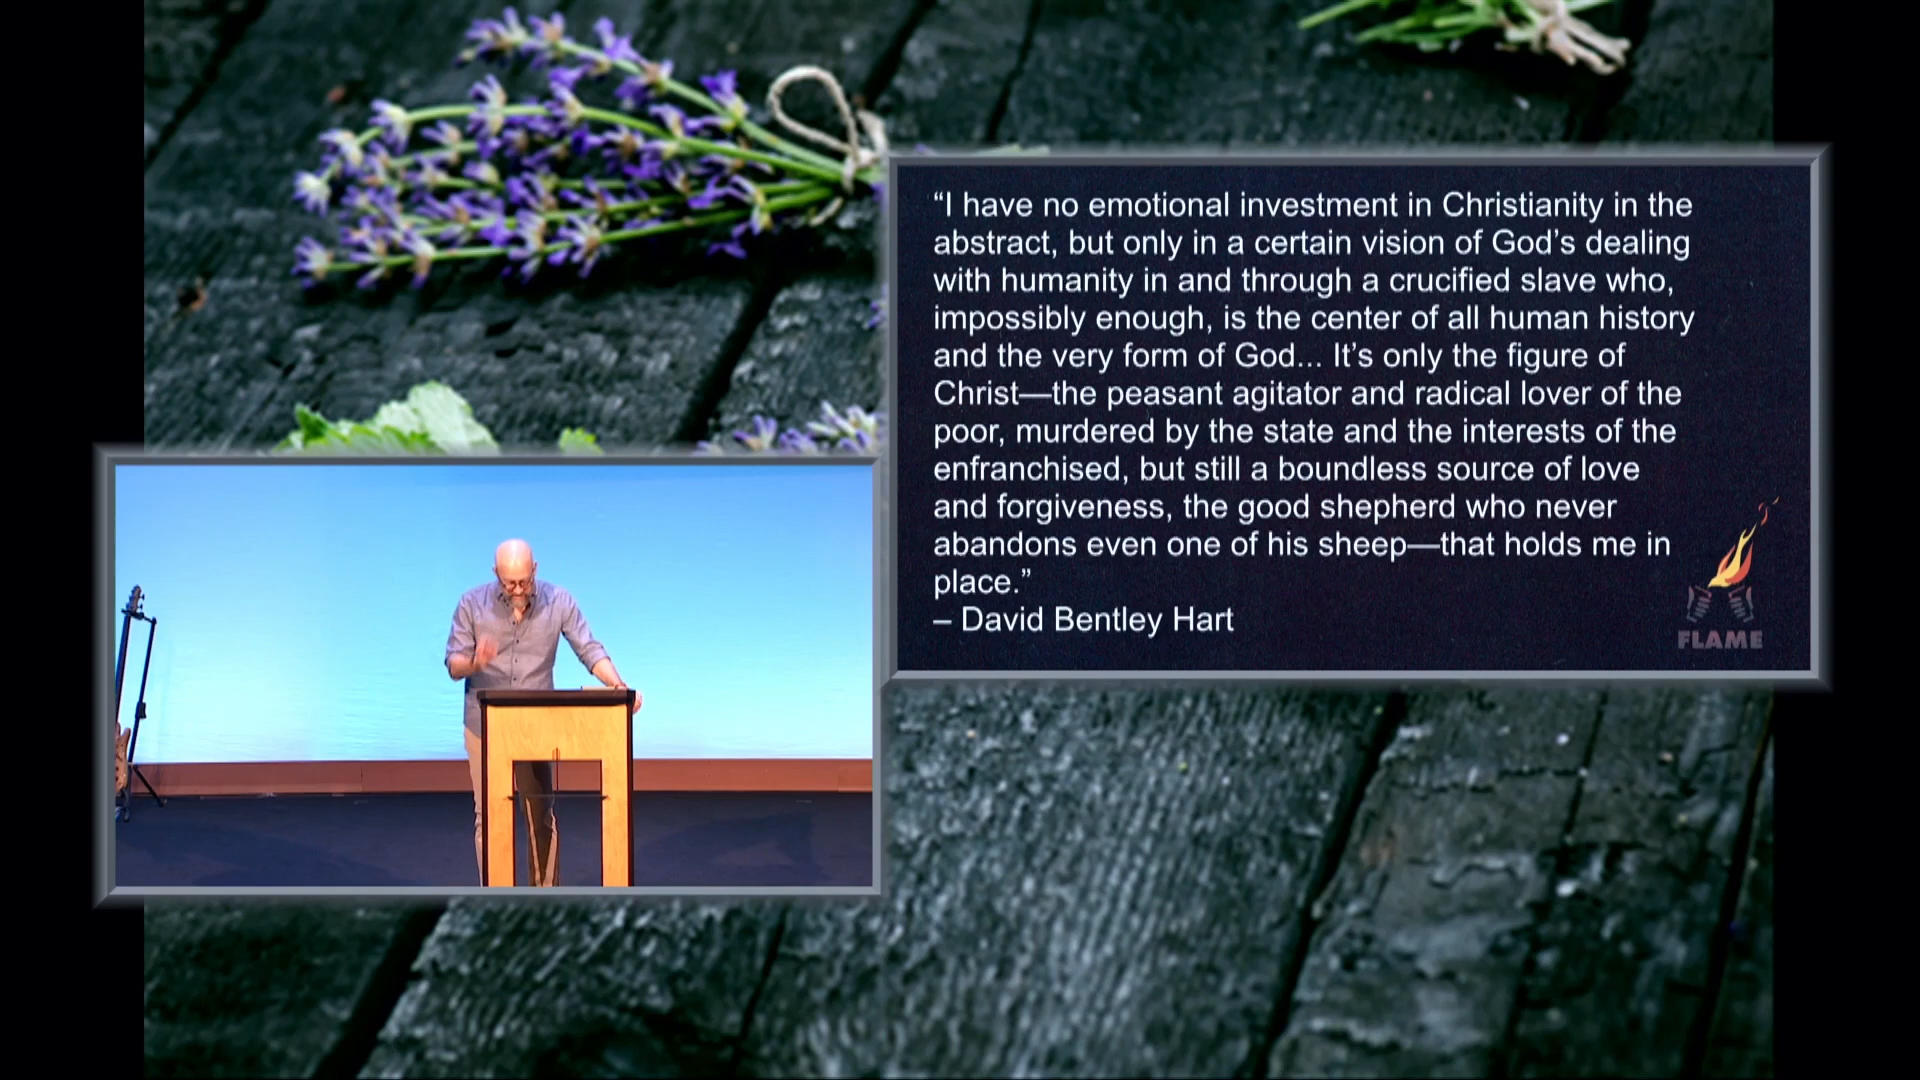 “I have no emotional investment in Christianity in the
abstract, but only in a certain vision of God’s dealing
with humanity in and through a crucified slave who,
impossibly enough, is the center of all human history
and the very form of God... It’s only the figure of
Christ—the peasant agitator and radical lover of the
poor, murdered by the state and the interests of the
enfranchised, but still a boundless source of love
and forgiveness, the good shepherd who never
abandons even one of his sheep—that holds me in
place.”
– David Bentley Hart
FLAME